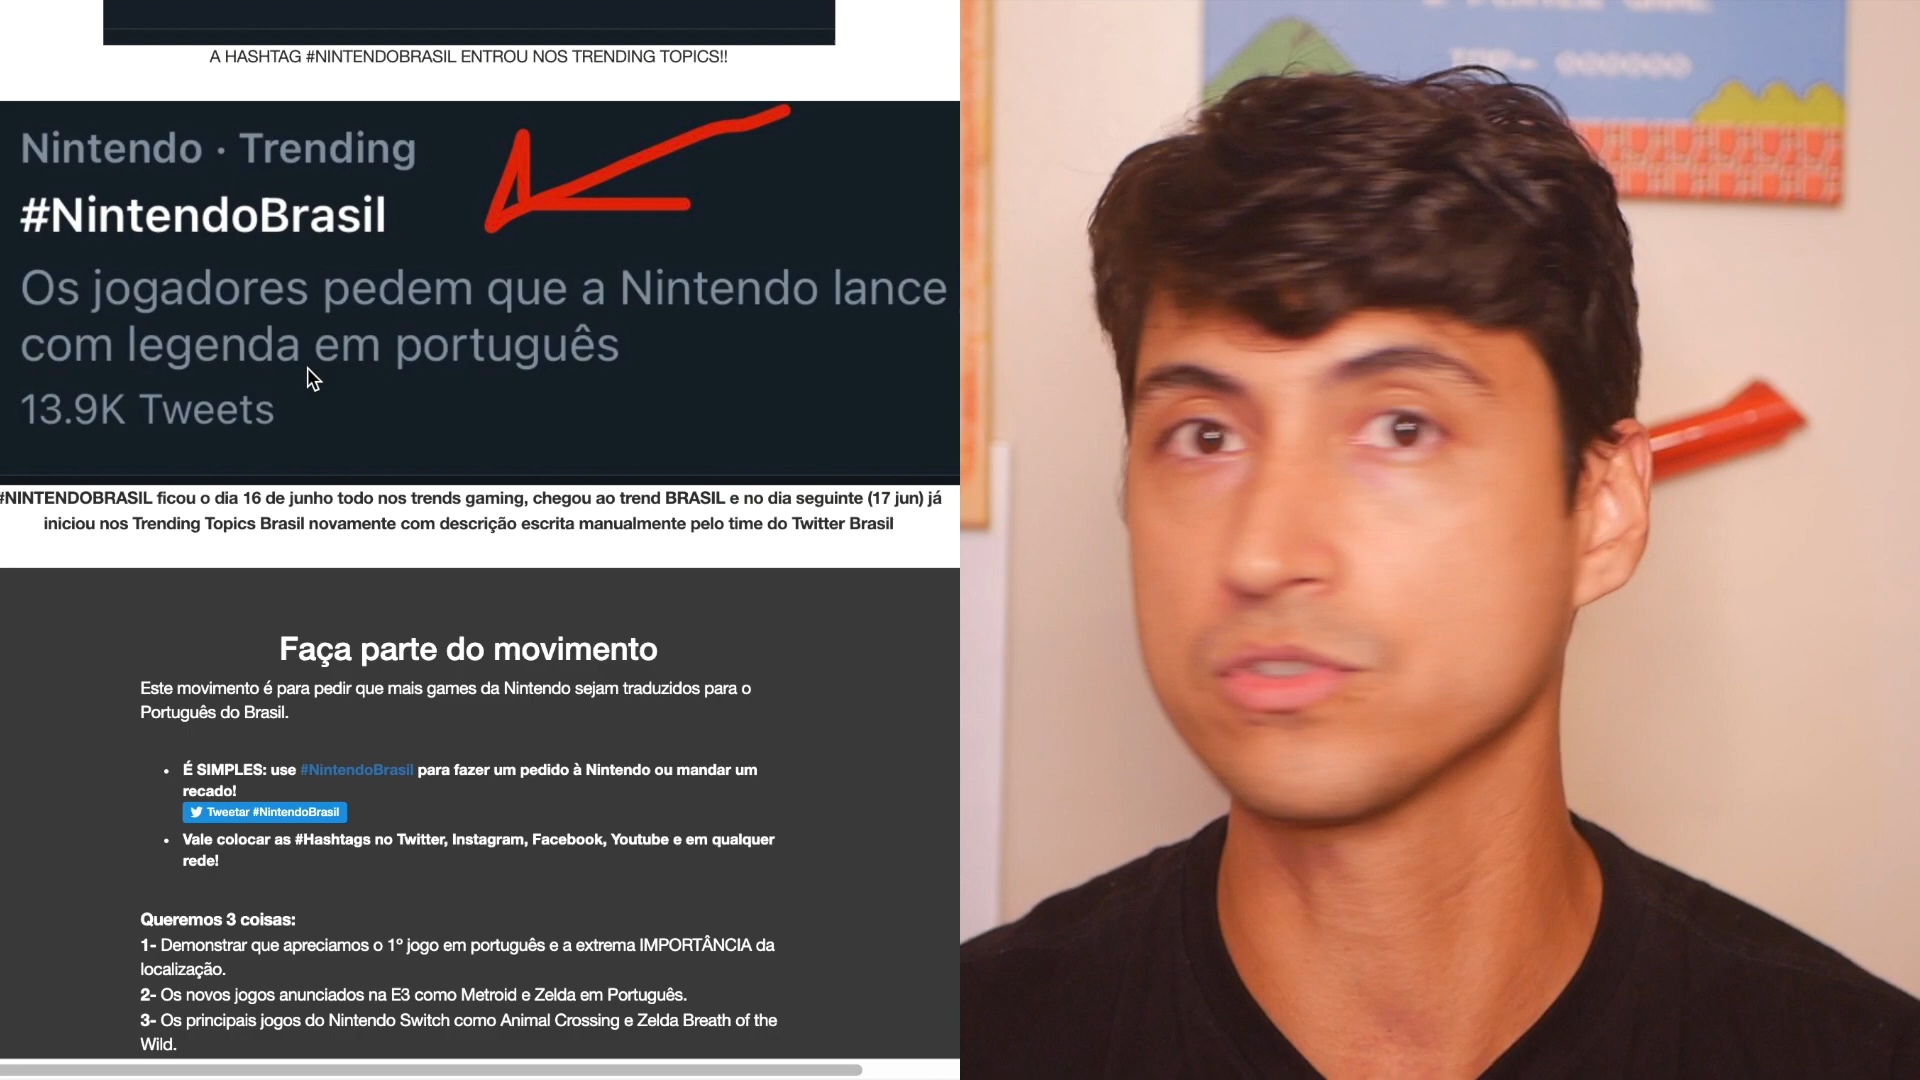 A HASHTAG #NINTENDOBRASIL ENTROU NOS TRENDING TOPICS!!
Nintendo · Trending
#NintendoBrasil
Os jogadores pedem que a Nintendo lance
com legenda em português
13.9K Tweets
#NINTENDOBRASIL ficou o dia 16 de junho todo nos trends gaming, chegou ao trend BRASIL e no dia seguinte (17 jun) já
iniciou nos Trending Topics Brasil novamente com descrição escrita manualmente pelo time do Twitter Brasil
Faça parte do movimento
Este movimento é para pedir que mais games da Nintendo sejam traduzidos para o
Português do Brasil.
• É SIMPLES: use #NintendoBrasil para fazer um pedido à Nintendo ou mandar um
recado!
Tweetar #NintendoBrasil
• Vale colocar as #Hashtags no Twitter, Instagram, Facebook, Youtube e em qualquer
rede!
Queremos 3 coisas:
1- Demonstrar que apreciamos o 1º jogo em português e a extrema IMPORTÂNCIA da
localização.
2- Os novos jogos anunciados na E3 como Metroid e Zelda em Português.
3- Os principais jogos do Nintendo Switch como Animal Crossing e Zelda Breath of the
Wild.
TOP- 000000